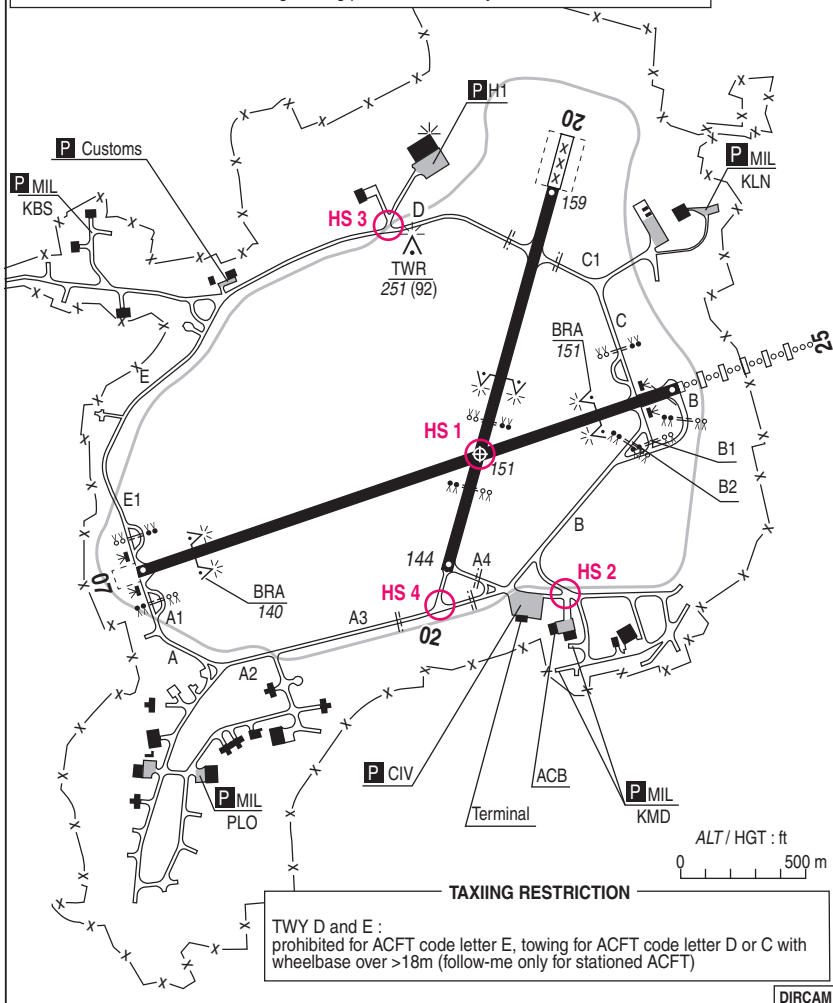 20
P H1
P Customs
P MIL
KLN
P MIL
KBS
159
HS 3
D
TWR
251 (92)
C1
BRA
151
C
25
E
B
HS 1
151
B1
B2
E1
B
144
A4
HS 2
07
BRA
140
HS 4
A1
A3
02
A
A2
P CIV
ACB
P MIL
PLO
Terminal
P MIL
KMD
ALT / HGT : ft
0 500 m
TAXIING RESTRICTION
TWY D and E :
prohibited for ACFT code letter E, towing for ACFT code letter D or C with
wheelbase over >18m (follow-me only for stationed ACFT)
DIRCAM